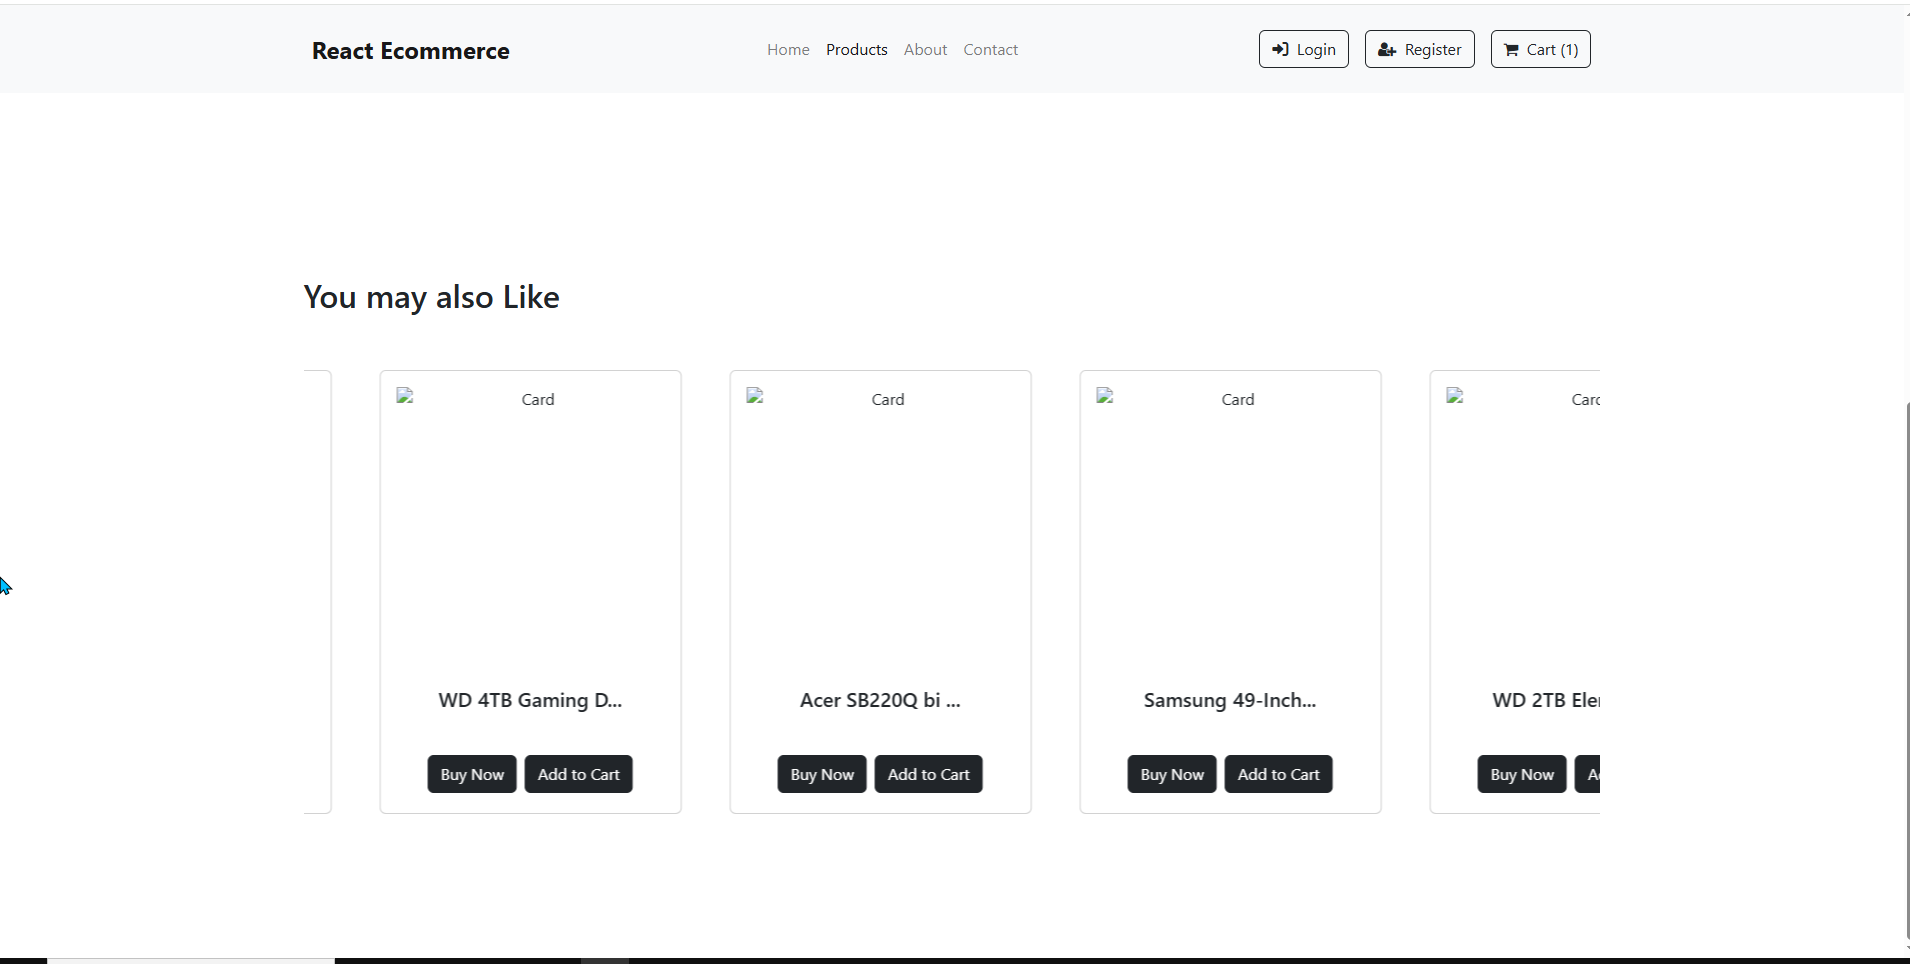 React Ecommerce
Home Products About Contact
Login Register Cart (1)
You may also Like
Card Card Card Card
WD 4TB Gaming D... Acer SB220Q bi ... Samsung 49-Inch... WD 2TB Ele
Buy Now Add to Cart Buy Now Add to Cart Buy Now Add to Cart Buy Now